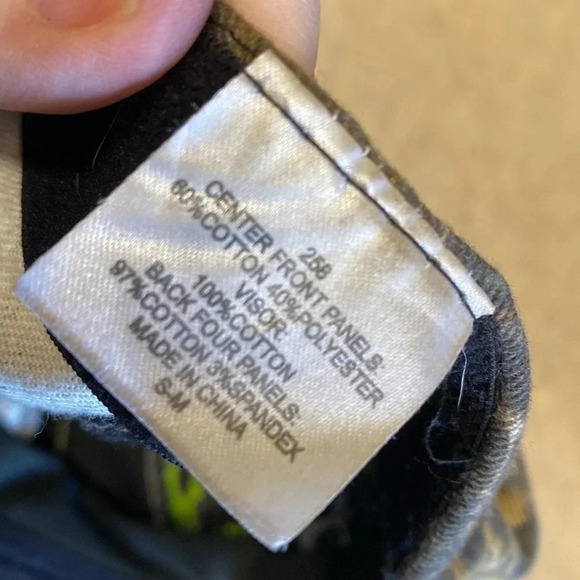 256
CENTER FRONT PANELS:
60%COTTON 40%POLYESTER
VISOR:
100%COTTON
BACK FOUR PANELS:
97%COTTON 3%SPANDEX
MADE IN CHINA
S-M